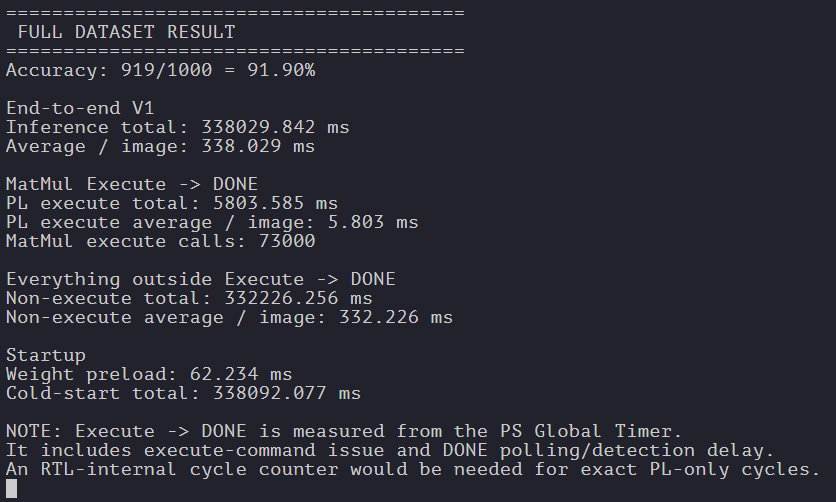 ========================================
FULL DATASET RESULT
========================================
Accuracy: 919/1000 = 91.90%
End-to-end V1
Inference total: 338029.842 ms
Average / image: 338.029 ms
MatMul Execute -> DONE
PL execute total: 5803.585 ms
PL execute average / image: 5.803 ms
MatMul execute calls: 73000
Everything outside Execute -> DONE
Non-execute total: 332226.256 ms
Non-execute average / image: 332.226 ms
Startup
Weight preload: 62.234 ms
Cold-start total: 338092.077 ms
NOTE: Execute -> DONE is measured from the PS Global Timer.
It includes execute-command issue and DONE polling/detection delay.
An RTL-internal cycle counter would be needed for exact PL-only cycles.